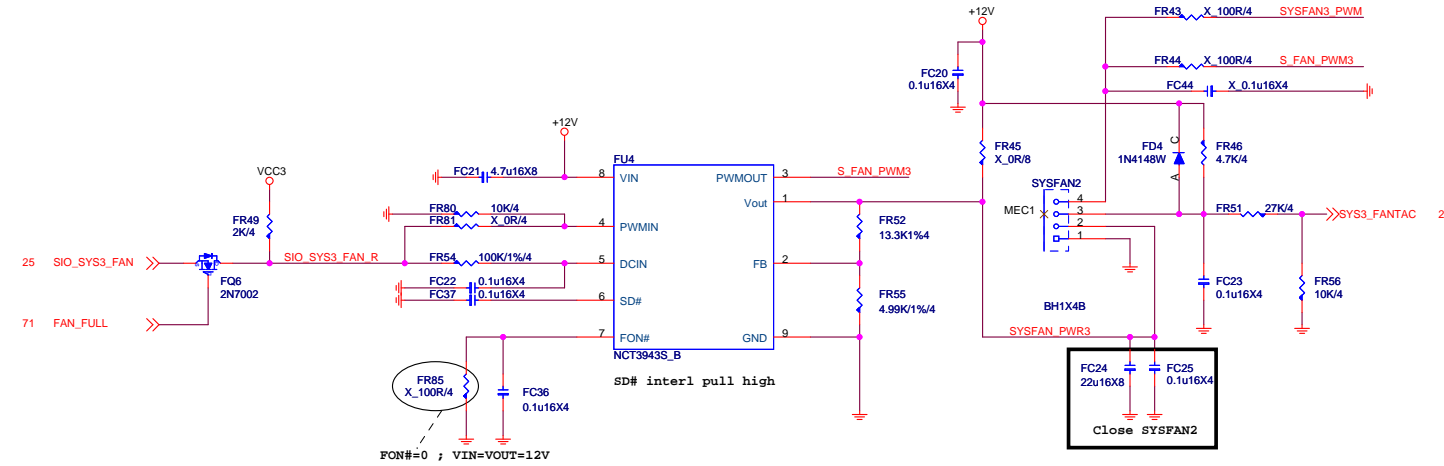 +12V
FR43 X_100R/4 SYSFAN3_PWM
FR44 X_100R/4 S_FAN_PWM3
FC20
0.1u16X4
FC44 X_0.1u16X4
+12V
FR45
X_0R/8
FD4
1N4148W
C
A
FR46
4.7K/4
FU4
FC21 4.7u16X8
8 VIN
PWMOUT 3
S_FAN_PWM3
VCC3
Vout 1
SYSFAN2
MEC1
4
3
2
1
FR80 10K/4
FR81 X_0R/4
4 PWMIN
FR49
2K/4
FR52
13.3K1%4
FR51 27K/4
SYS3_FANTAC 2
25 SIO_SYS3_FAN
SIO_SYS3_FAN_R
FR54 100K/1%/4
5 DCIN
FB 2
FQ6
2N7002
FC22 0.1u16X4
FC37 0.1u16X4
6 SD#
FR55
4.99K/1%/4
FC23
0.1u16X4
FR56
10K/4
BH1X4B
71 FAN_FULL
7 FON#
GND 9
SYSFAN_PWR3
NCT3943S_B
SD# interl pull high
FR85
X_100R/4
FC36
0.1u16X4
FC24
22u16X8
FC25
0.1u16X4
Close SYSFAN2
FON#=0 ; VIN=VOUT=12V